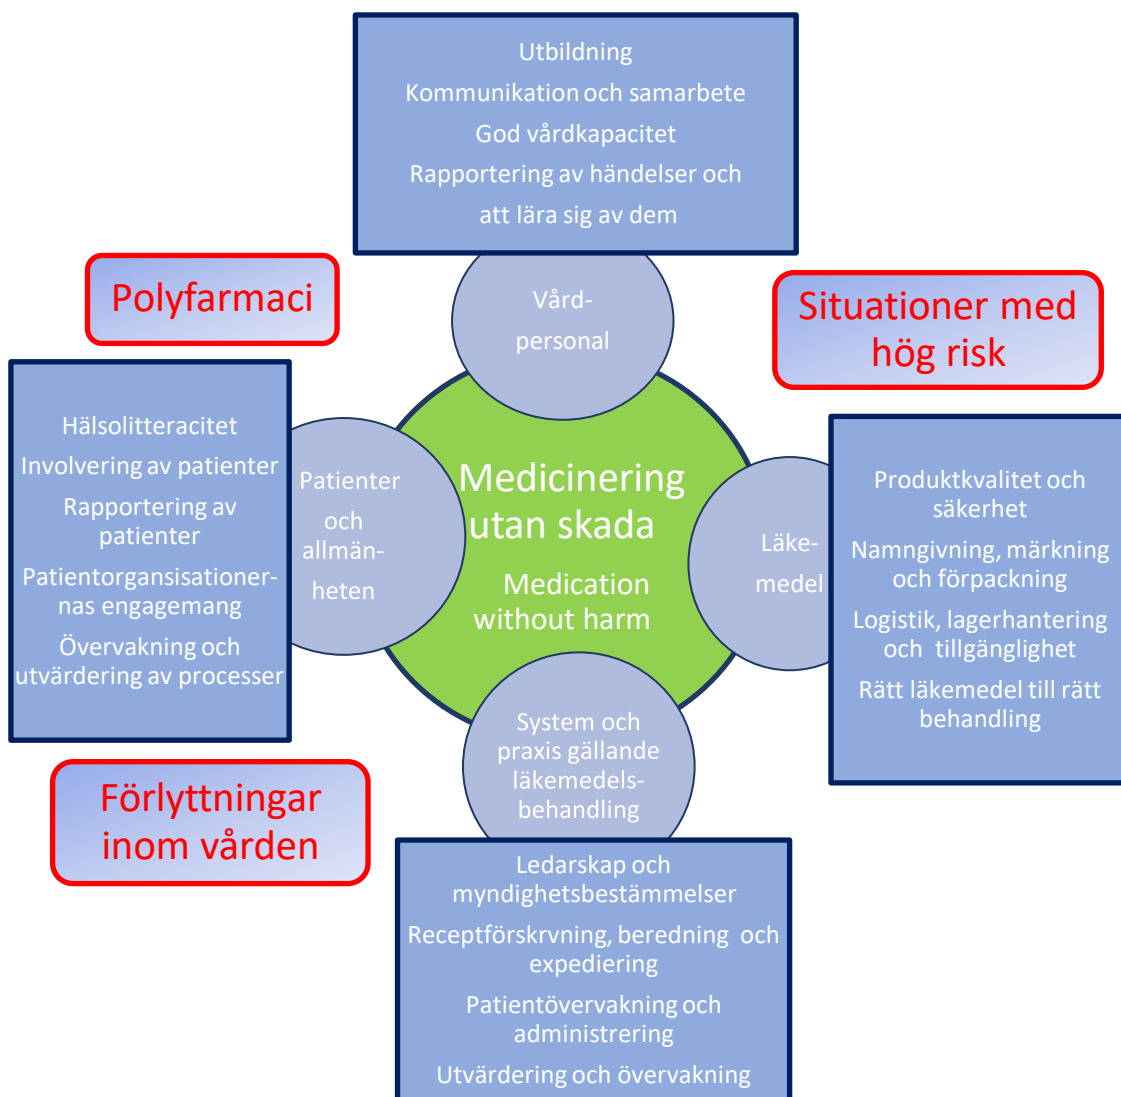 Utbildning
Kommunikation och samarbete
God vårdkapacitet
Rapportering av händelser och
att lära sig av dem
Polyfarmaci
Vård-
personal
Situationer med
hög risk
Hälsolitteracitet
Involvering av patienter
Rapportering av
patienter
Patientorgansisationer-
nas engagemang
Övervakning och
utvärdering av processer
Patienter
och
allmän-
heten
Medicinering
utan skada
Medication
without harm
Läke-
medel
Produktkvalitet och
säkerhet
Namngivning, märkning
och förpackning
Logistik, lagerhantering
och tillgänglighet
Rätt läkemedel till rätt
behandling
Förlyttningar
inom vården
System och
praxis gällande
läkemedels-
behandling
Ledarskap och
myndighetsbestämmelser
Receptförskrvning, beredning och
expediering
Patientövervakning och
administrering
Utvärdering och övervakning